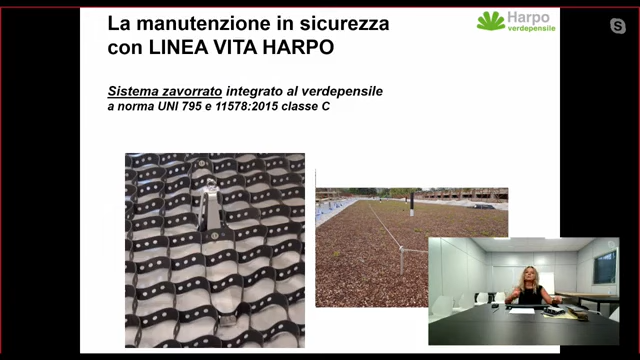 La manutenzione in sicurezza
con LINEA VITA HARPO
Harpo
verdepensile
Sistema zavorrato integrato al verdepensile
a norma UNI 795 e 11578:2015 classe C